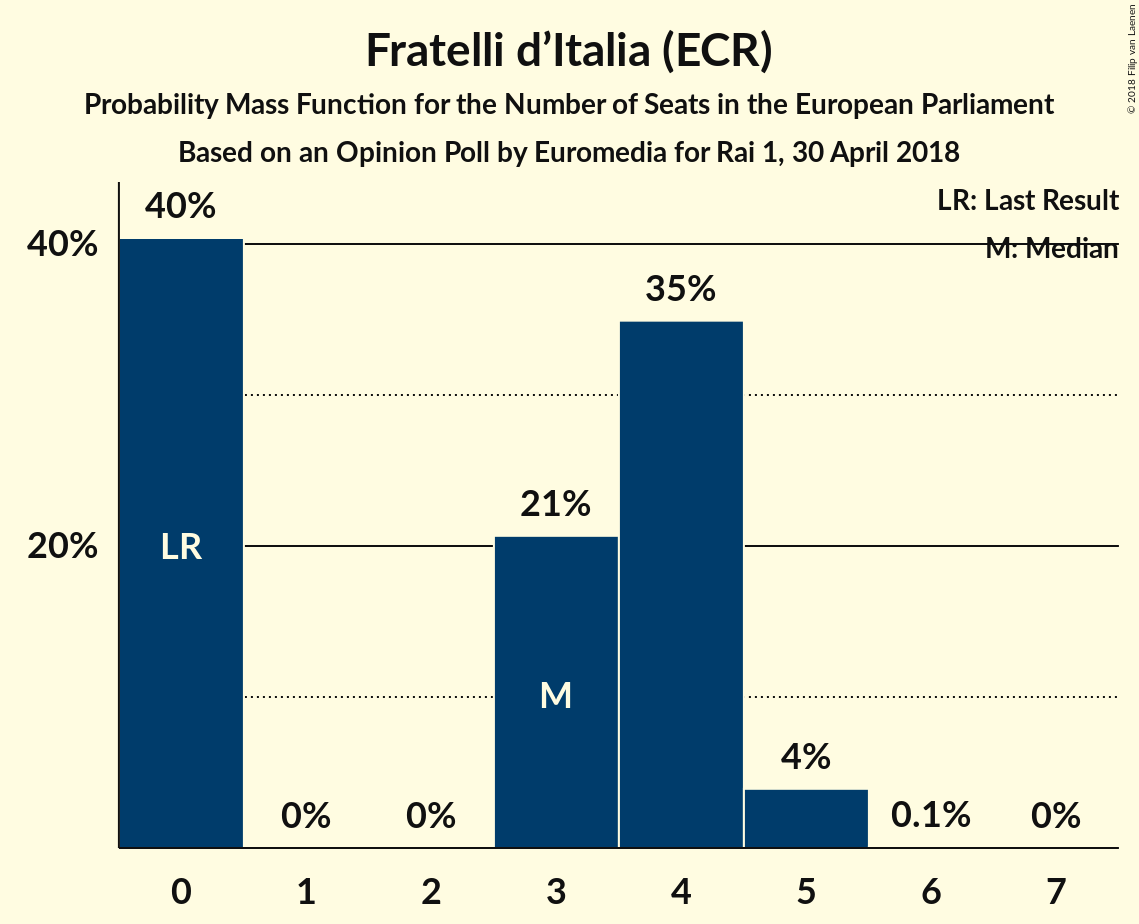 Fratelli d’Italia (ECR)
Probability Mass Function for the Number of Seats in the European Parliament
Based on an Opinion Poll by Euromedia for Rai 1, 30 April 2018
© 2018 Filip van Laenen
LR: Last Result
M: Median
40%
20%
40%
0%
0%
21%
35%
4%
0.1%
0%
LR
M
0 1 2 3 4 5 6 7